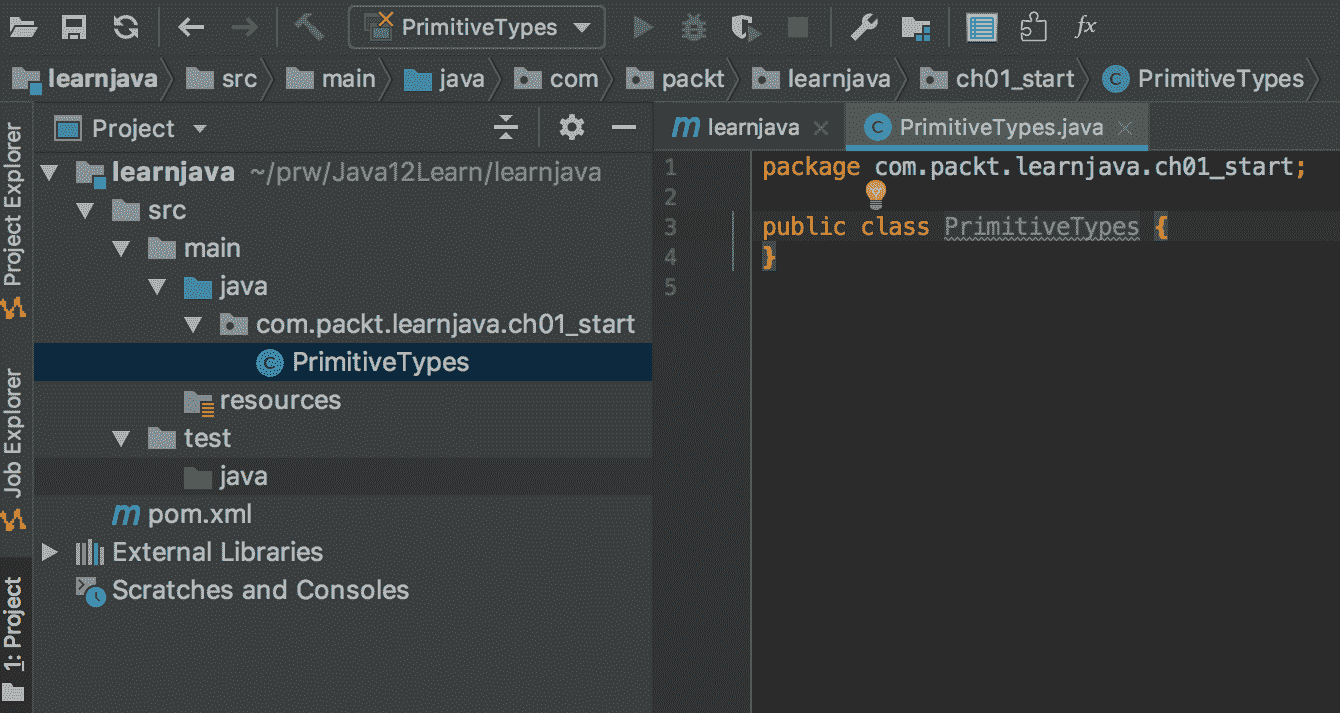 PrimitiveTypes fx
learnjava src main java com packt learnjava ch01_start PrimitiveTypes
Project Explorer
Job Explorer
1: Project
Project
learnjava ~/prw/Java12Learn/learnjava
src
main
java
com.packt.learnjava.ch01_start
PrimitiveTypes
resources
test
java
m pom.xml
External Libraries
Scratches and Consoles
m learnjava C PrimitiveTypes.java
1 package com.packt.learnjava.ch01_start;
2
3 public class PrimitiveTypes {
4 }
5